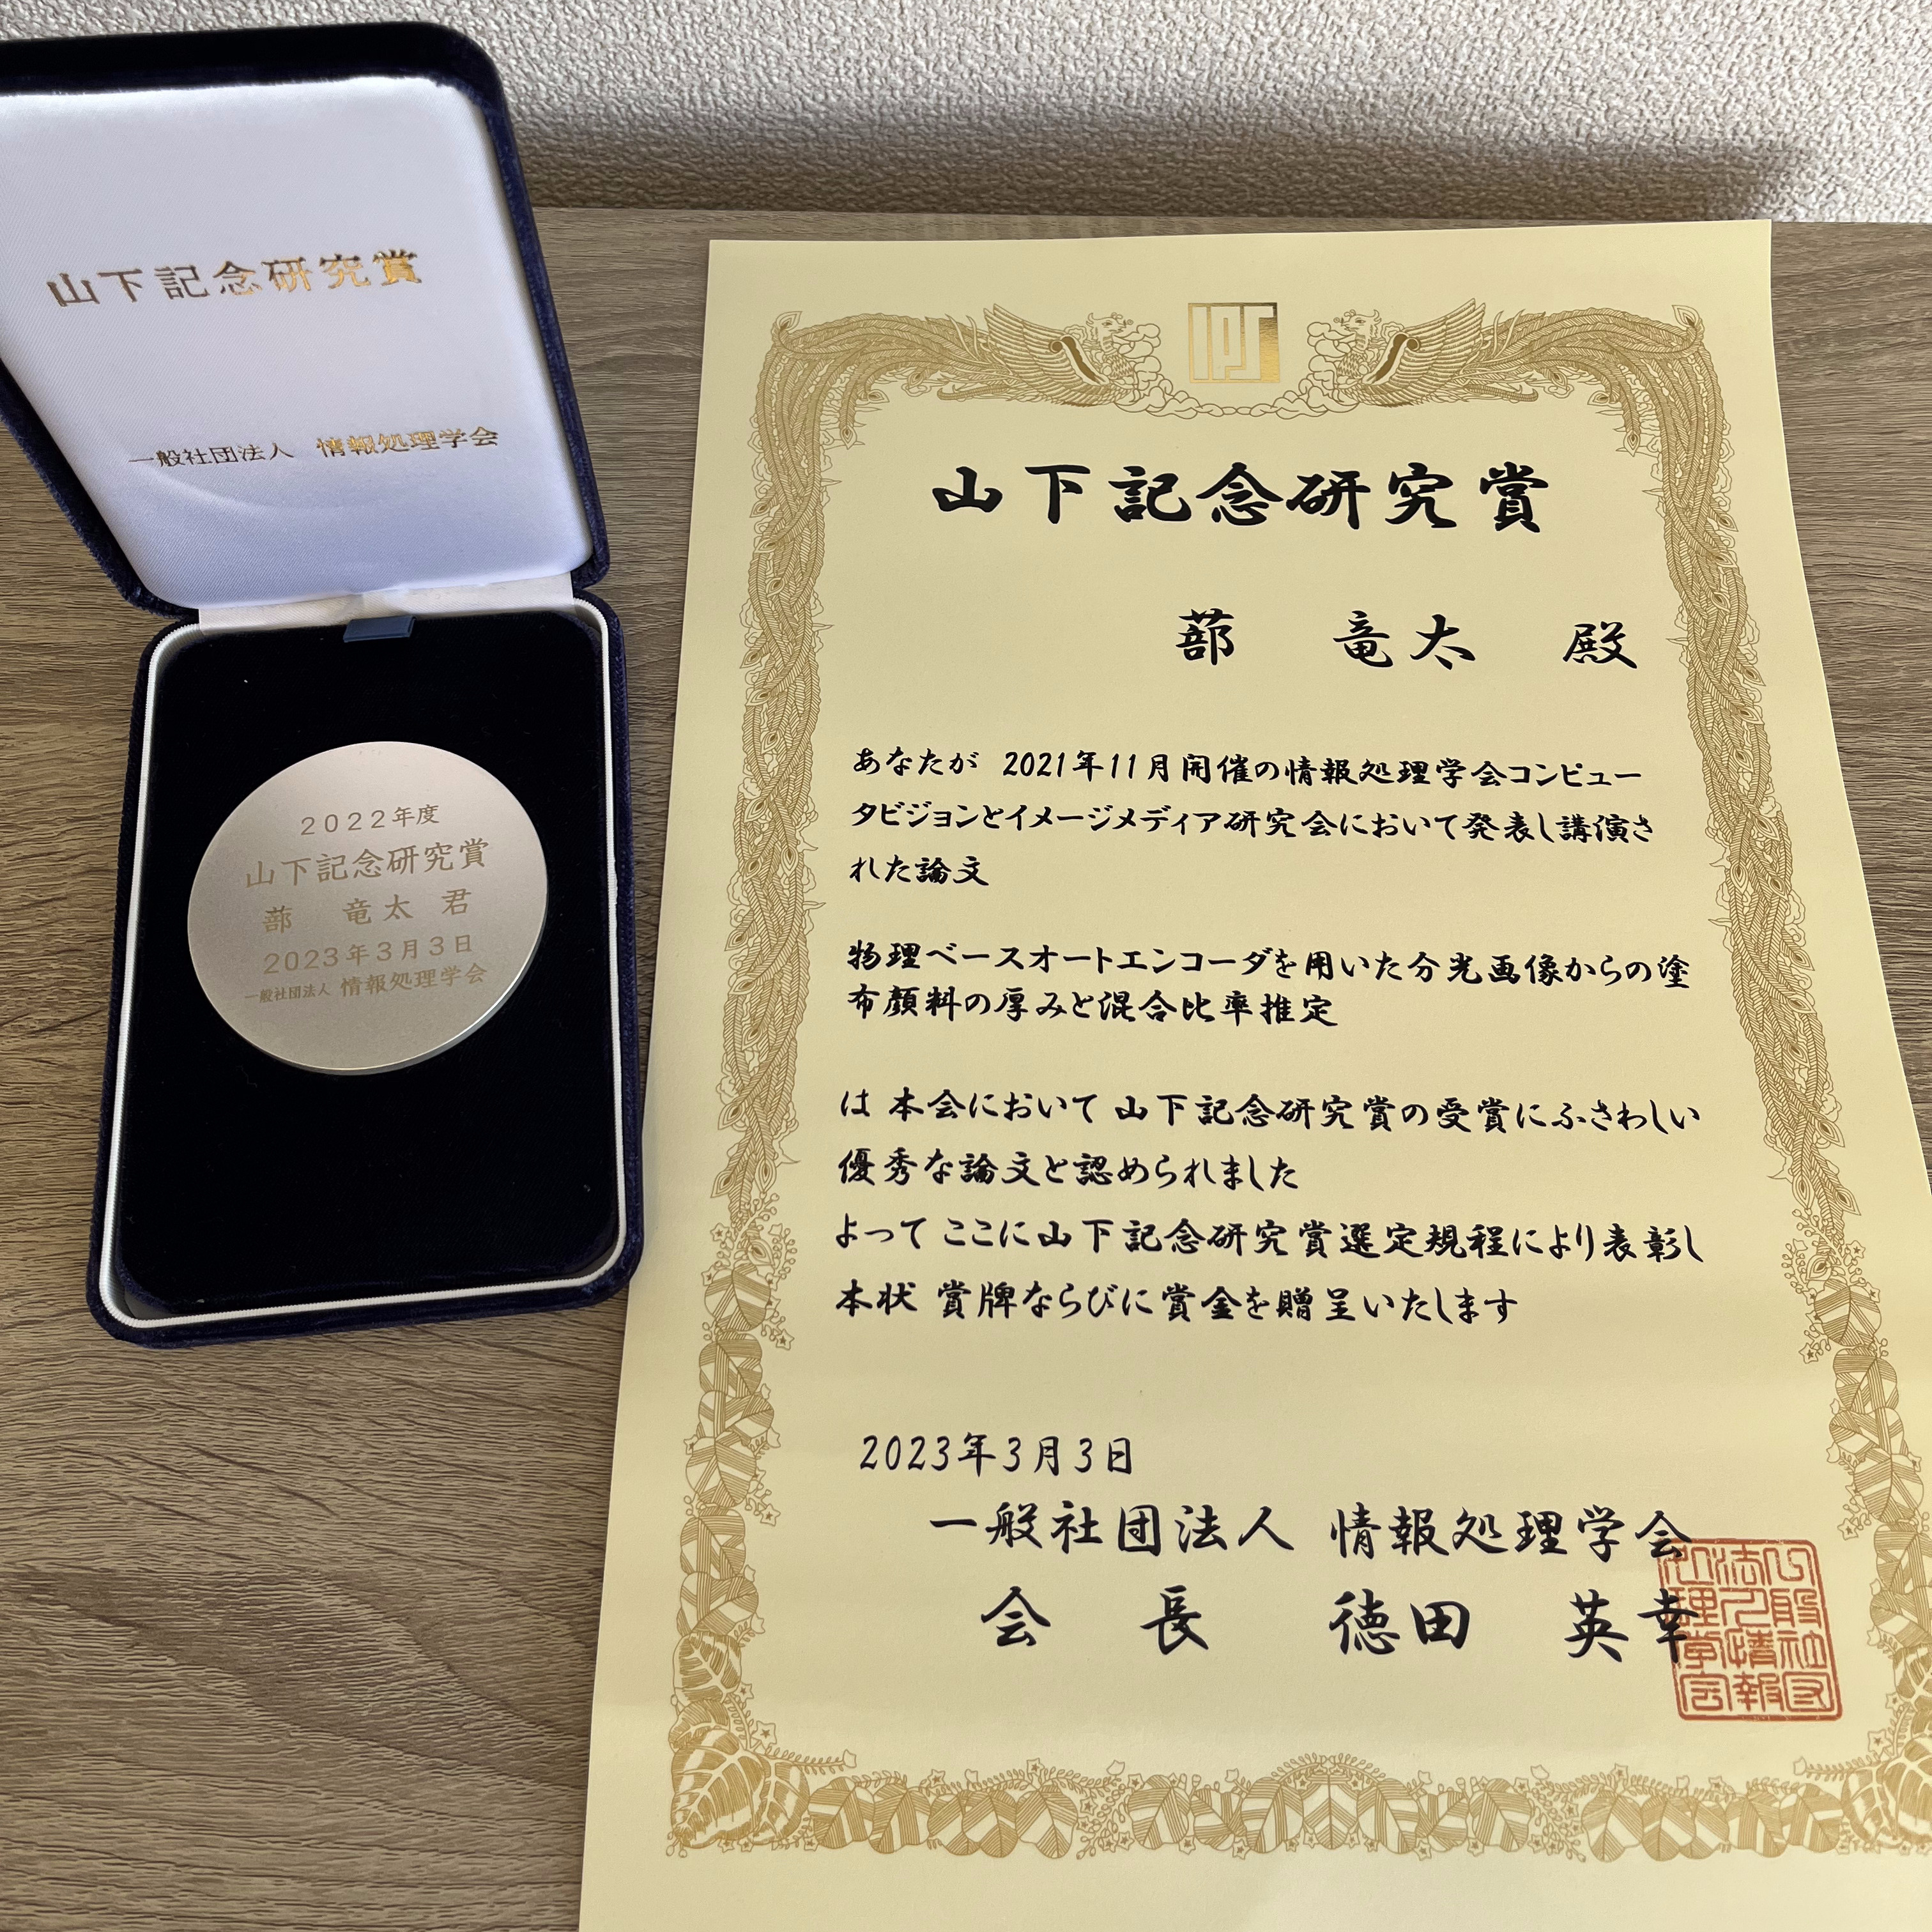 山下記念研究賞
一般社団法人 情報処理学会
2022年度
山下記念研究賞
蔀 竜太 君
2023年3月3日
一般社団法人 情報処理学会
IPSJ
山下記念研究賞
蔀 竜太 殿
あなたが 2021年11月開催の情報処理学会コンピュー
タビジョンとイメージメディア研究会において発表し講演さ
れた論文
物理ベースオートエンコーダを用いた分光画像からの塗
布顔料の厚みと混合比率推定
は 本会において 山下記念研究賞の受賞にふさわしい
優秀な論文と認められました
よって ここに山下記念研究賞選定規程により表彰し
本状 賞牌ならびに賞金を贈呈いたします
2023年3月3日
一般社団法人 情報処理学会
会 長 徳田 英幸
一般社団
法人情報
処理学会